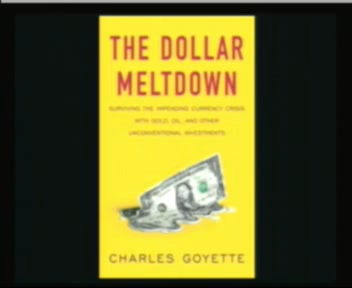 THE DOLLAR
MELTDOWN
SURVIVING THE IMPENDING CURRENCY CRISIS
WITH GOLD, OIL, AND OTHER
UNCONVENTIONAL INVESTMENTS
CHARLES GOYETTE